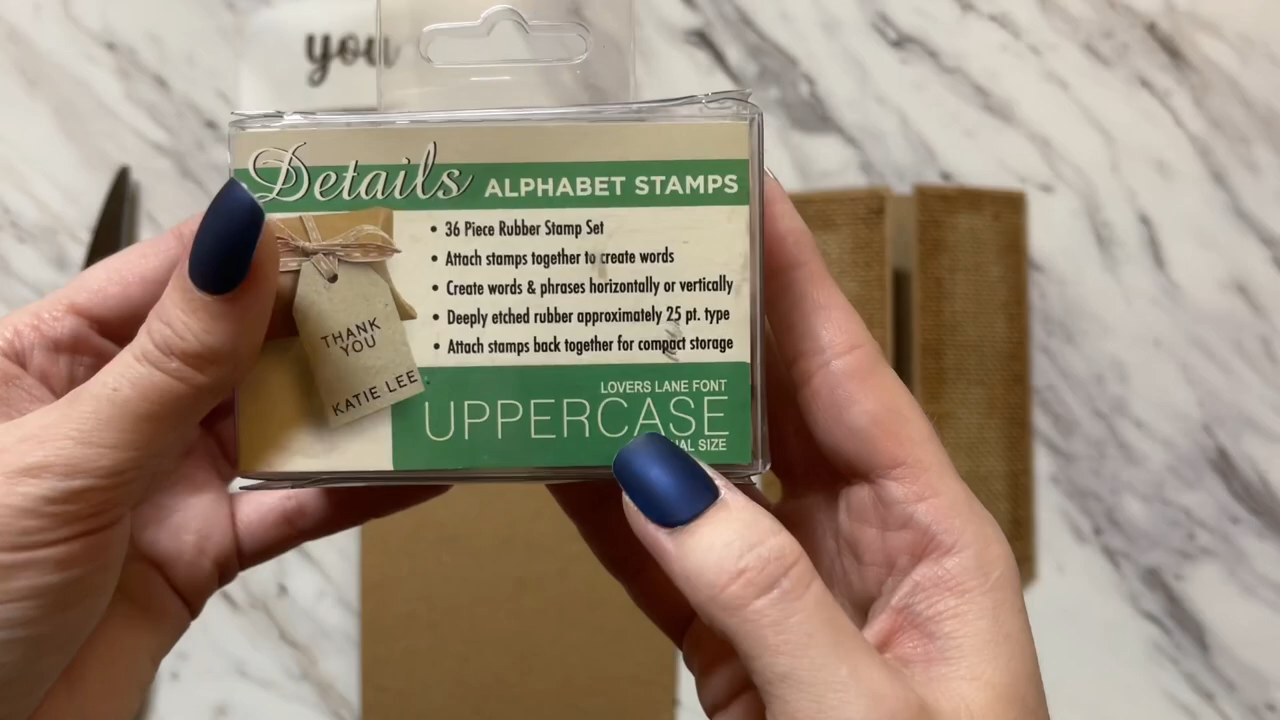 you
Details ALPHABET STAMPS
• 36 Piece Rubber Stamp Set
• Attach stamps together to create words
• Create words & phrases horizontally or vertically
• Deeply etched rubber approximately 25 pt. type
• Attach stamps back together for compact storage
THANK
YOU
KATIE LEE
LOVERS LANE FONT
UPPERCASE
SIZE